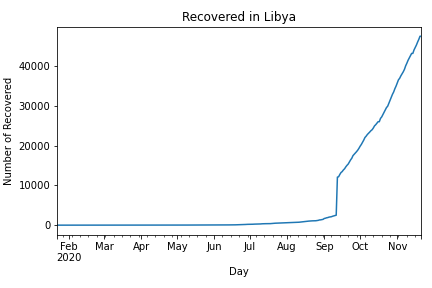 Recovered in Libya
Number of Recovered
40000
30000
20000
10000
0
Feb Mar Apr May Jun Jul Aug Sep Oct Nov
2020
Day